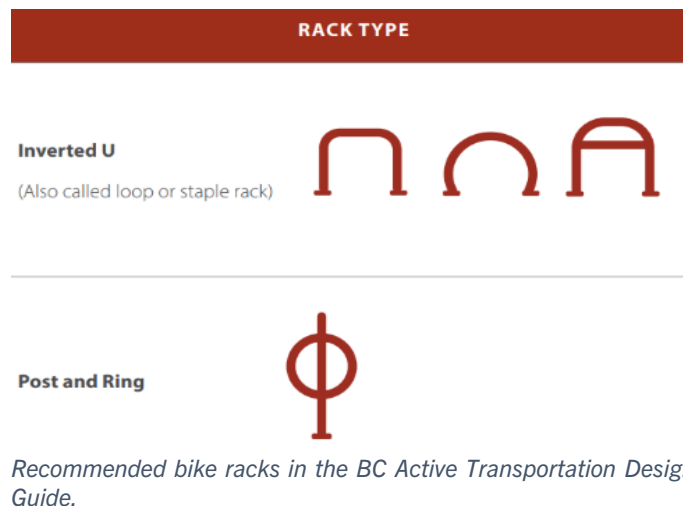 RACK TYPE
Inverted U
(Also called loop or staple rack)
Post and Ring
Recommended bike racks in the BC Active Transportation Desig
Guide.